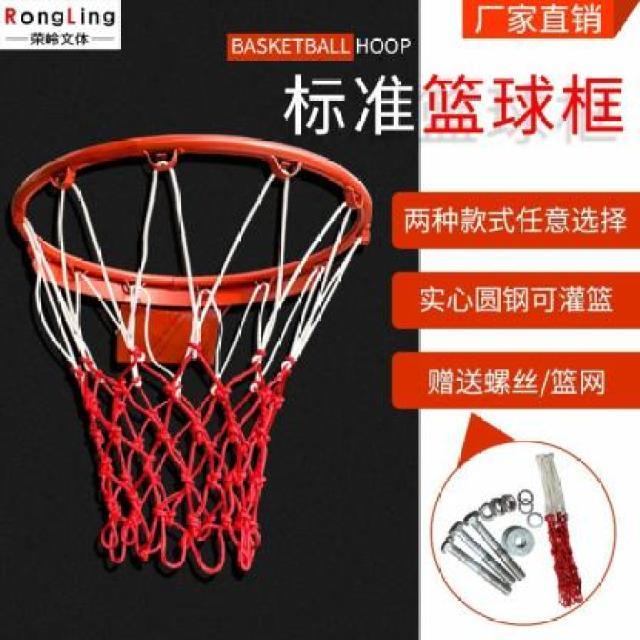 RongLing
荣岭文体
厂家直销
BASKETBALL HOOP
标准篮球框
两种款式任意选择
实心圆钢可灌篮
赠送螺丝/篮网